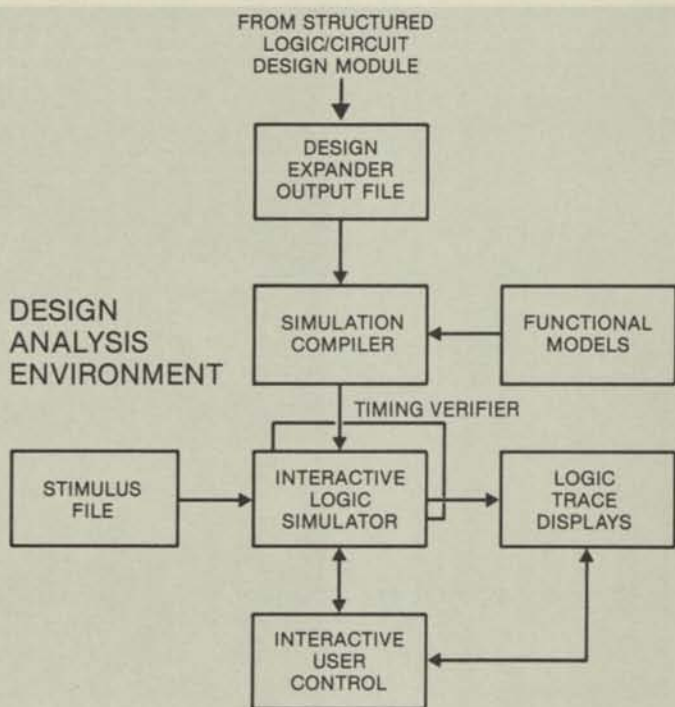 FROM STRUCTURED
LOGIC/CIRCUIT
DESIGN MODULE
DESIGN
EXPANDER
OUTPUT FILE
DESIGN
ANALYSIS
ENVIRONMENT
SIMULATION
COMPILER
FUNCTIONAL
MODELS
TIMING VERIFIER
STIMULUS
FILE
INTERACTIVE
LOGIC
SIMULATOR
LOGIC
TRACE
DISPLAYS
INTERACTIVE
USER
CONTROL